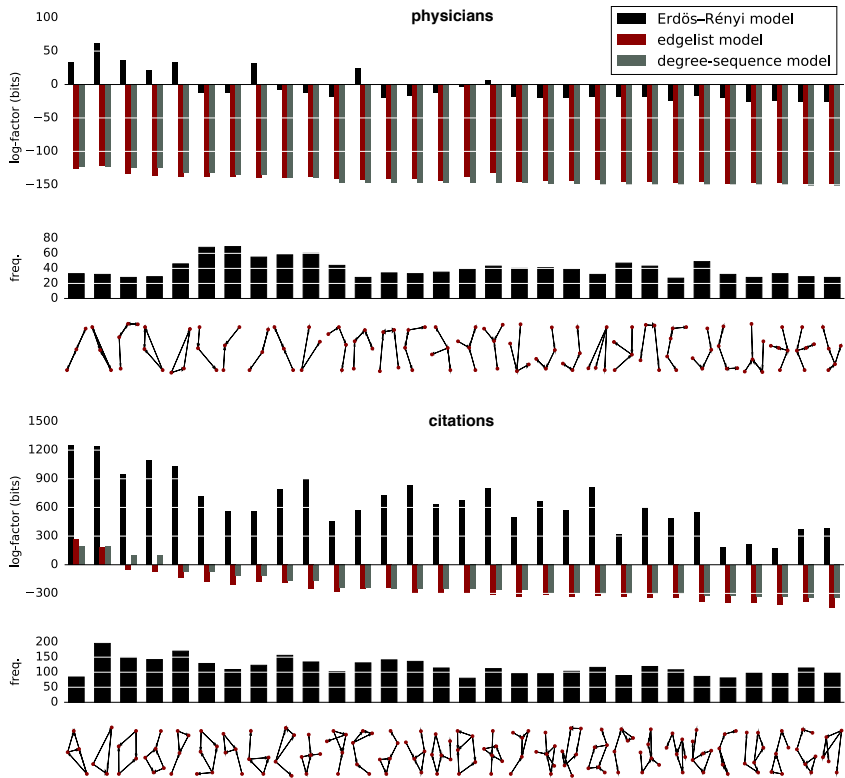 physicians
Erdös–Rényi model
edgelist model
degree-sequence model
log-factor (bits)
100
50
0
−50
−100
−150
freq.
80
60
40
20
0
citations
log-factor (bits)
1500
1200
900
600
300
0
−300
freq.
200
150
100
50
0